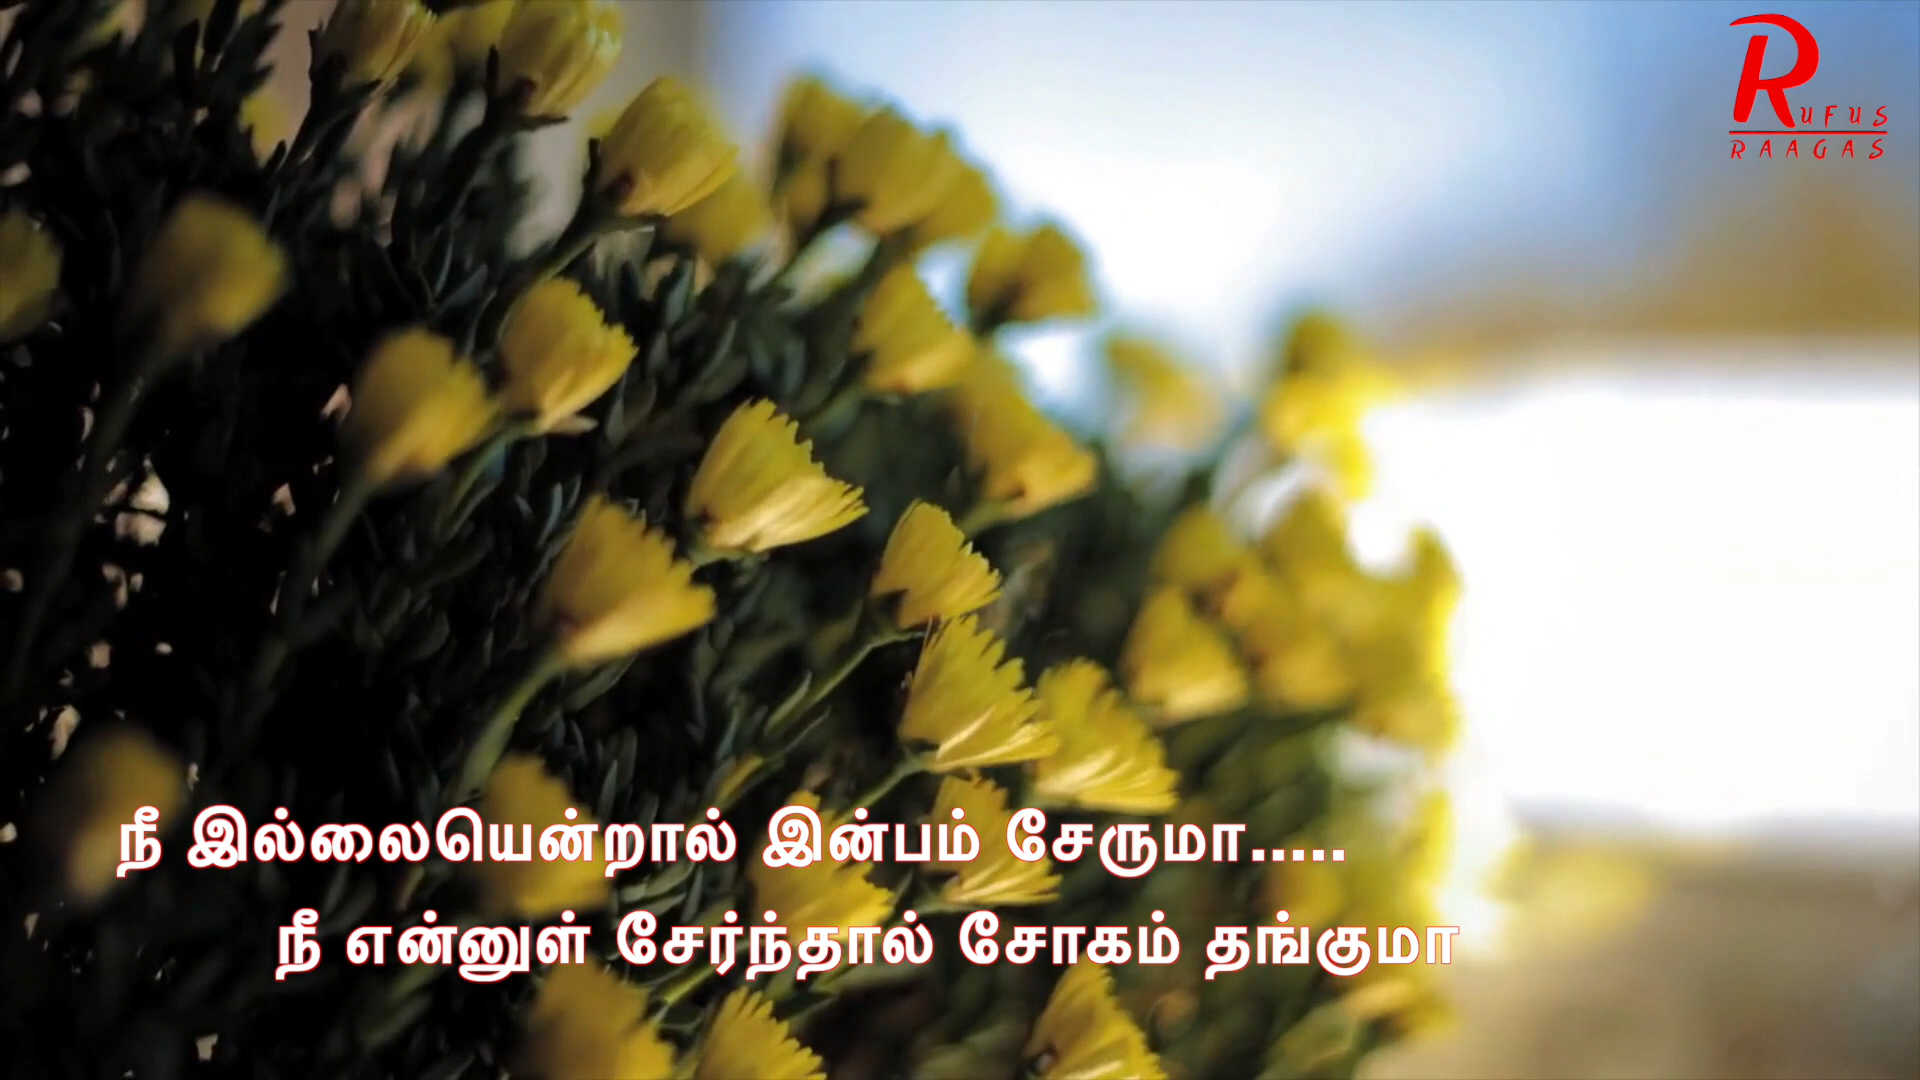 RUFUS
RAAGAS
நீ இல்லையென்றால் இன்பம் சேருமா.....
நீ என்னுள் சேர்ந்தால் சோகம் தங்குமா